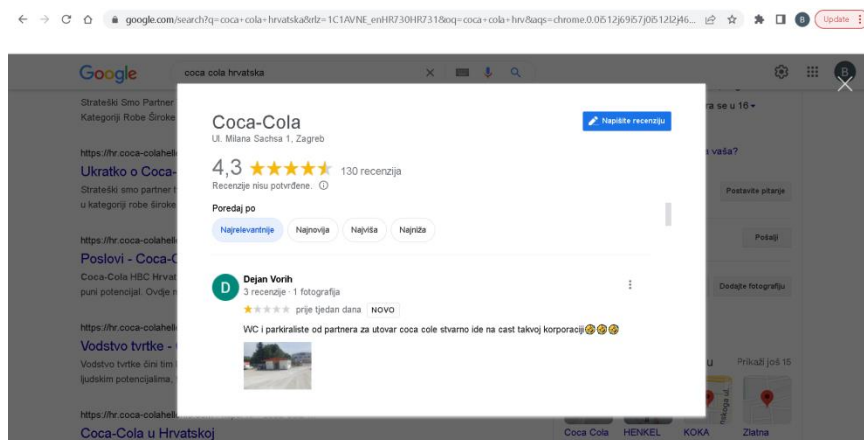 google.com/search?q=coca+cola+hrvatska&rlz=1C1AVNE_enHR730HR731&oq=coca+cola+hrv&aqs=chrome.0.0i512j69i57j0i512l2j46...
B
Update
Google
coca cola hrvatska
B
Strateški Smo Partner
Kategoriji Robe Široke
ra se u 16
Coca-Cola
Ul. Milana Sachsa 1, Zagreb
Napišite recenziju
https://hr.coca-colahell
vaša?
Ukratko o Coca-
4,3
130 recenzija
Recenzije nisu potvrđene.
Strateški smo partner
u kategoriji robe široke
Postavite pitanje
Poredaj po
Najrelevantnije
Najnovija
Najviša
Najniža
https://hr.coca-colahell
Pošalji
Poslovi - Coca-C
Coca-Cola HBC Hrvat
puni potencijal. Ovdje
Dejan Vorih
D
3 recenzije · 1 fotografija
Dodajte fotografiju
prije tjedan dana
NOVO
https://hr.coca-colahell
WC i parkiraliste od partnera za utovar coca cole stvarno ide na cast takvoj korporaciji🤣🤣🤣
Vodstvo tvrtke -
Vodstvo tvrtke čini tim
ljudskim potencijalima,
u
Prikaži još 15
https://hr.coca-colahell
Coca-Cola u Hrvatskoj
Coca Cola
HENKEL
KOKA
Zlatna